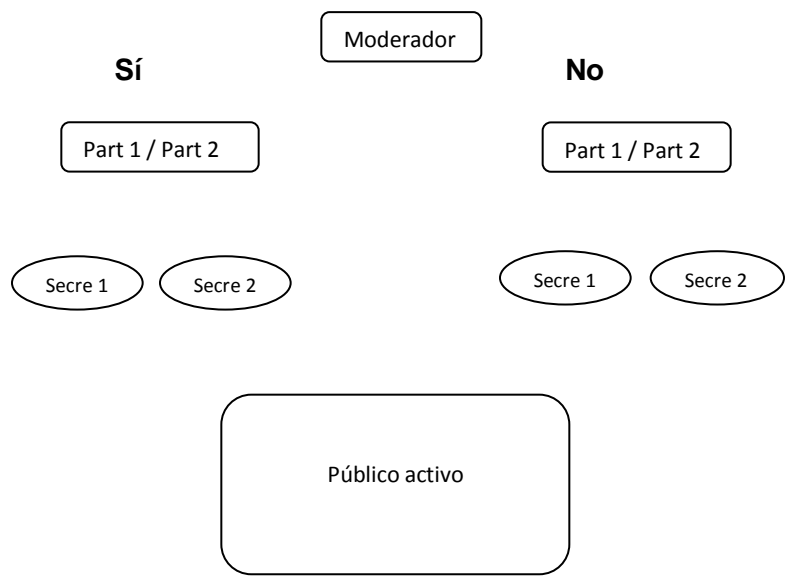 Moderador
Sí
No
Part 1 / Part 2
Part 1 / Part 2
Secre 1
Secre 2
Secre 1
Secre 2
Público activo